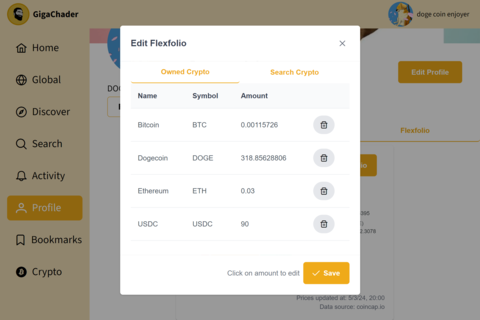 GigaChader
doge coin enjoyer
Home
Global
Discover
Search
Activity
Profile
Bookmarks
Crypto
Edit Profile
Flexfolio
Edit Flexfolio
Owned Crypto Search Crypto
Name Symbol Amount
Bitcoin BTC 0.00115726
Dogecoin DOGE 318.85628806
Ethereum ETH 0.03
USDC USDC 90
Click on amount to edit Save
Prices updated at: 5/3/24, 20:00
Data source: coincap.io